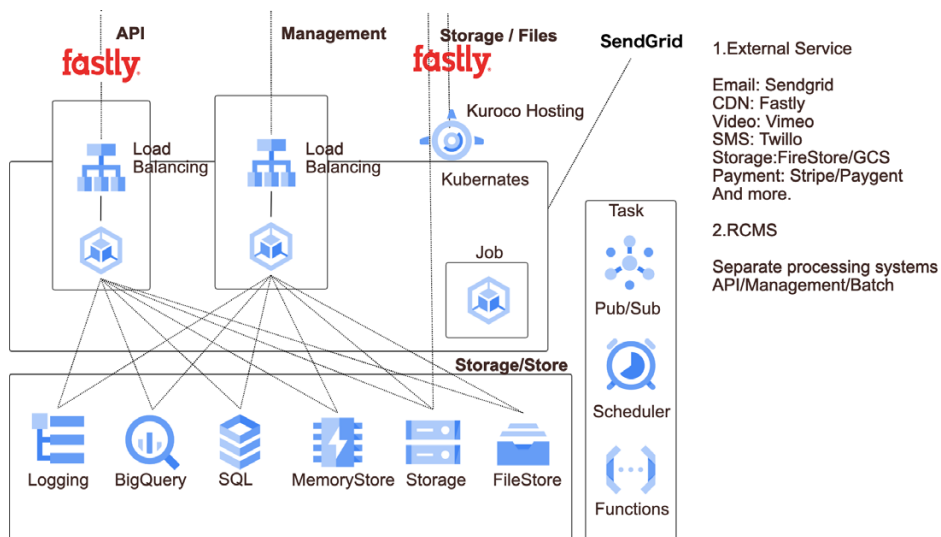 API
Management
Storage / Files
SendGrid
fastly
fastly
Kuroco Hosting
Load
Balancing
Load
Balancing
Kubernates
Job
Storage/Store
Logging
BigQuery
SQL
MemoryStore
Storage
FileStore
Task
Pub/Sub
Scheduler
Functions
1.External Service
Email: Sendgrid
CDN: Fastly
Video: Vimeo
SMS: Twillo
Storage:FireStore/GCS
Payment: Stripe/Paygent
And more.
2.RCMS
Separate processing systems
API/Management/Batch